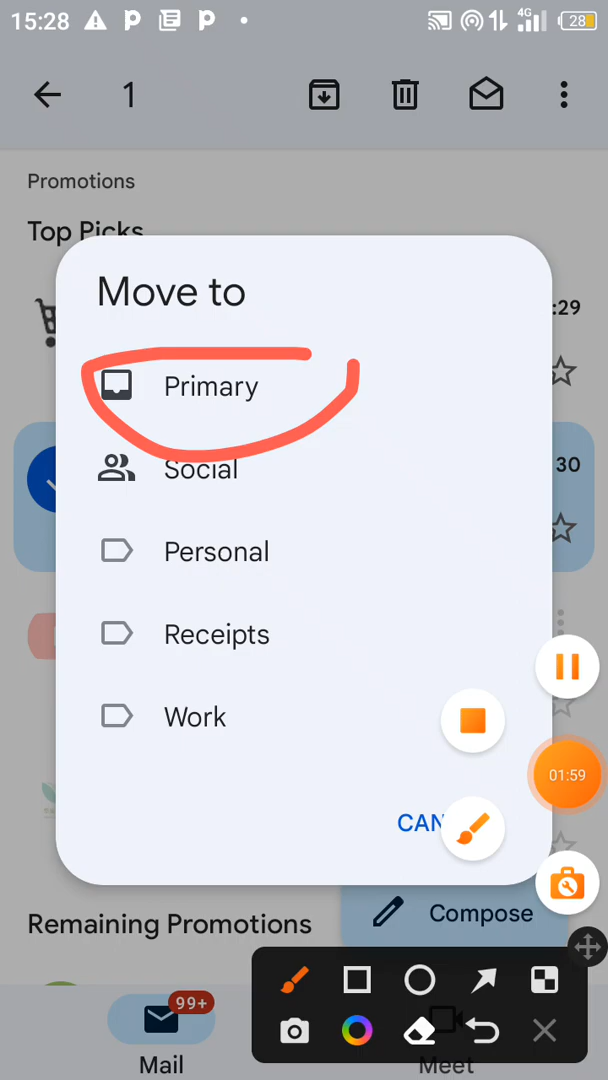 15:28
4G
28
1
Promotions
Top Picks
:29
Move to
Primary
Social
30
Personal
Receipts
Work
01:59
CAN
Remaining Promotions
Compose
99+
Mail
Meet